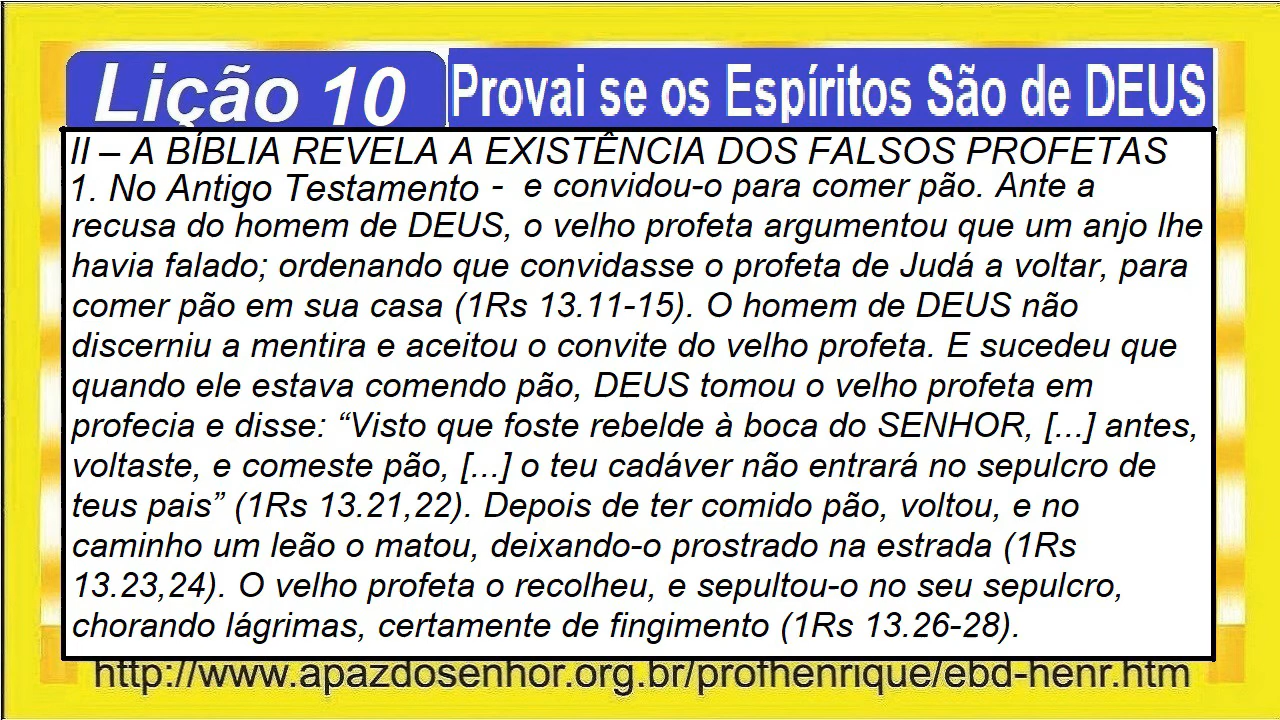 Lição 10 Provai se os Espíritos São de DEUS
II – A BÍBLIA REVELA A EXISTÊNCIA DOS FALSOS PROFETAS
1. No Antigo Testamento - e convidou-o para comer pão. Ante a
recusa do homem de DEUS, o velho profeta argumentou que um anjo lhe
havia falado; ordenando que convidasse o profeta de Judá a voltar, para
comer pão em sua casa (1Rs 13.11-15). O homem de DEUS não
discerniu a mentira e aceitou o convite do velho profeta. E sucedeu que
quando ele estava comendo pão, DEUS tomou o velho profeta em
profecia e disse: “Visto que foste rebelde à boca do SENHOR, [...] antes,
voltaste, e comeste pão, [...] o teu cadáver não entrará no sepulcro de
teus pais” (1Rs 13.21,22). Depois de ter comido pão, voltou, e no
caminho um leão o matou, deixando-o prostrado na estrada (1Rs
13.23,24). O velho profeta o recolheu, e sepultou-o no seu sepulcro,
chorando lágrimas, certamente de fingimento (1Rs 13.26-28).
http://www.apazdosenhor.org.br/profhenrique/ebd-henr.htm